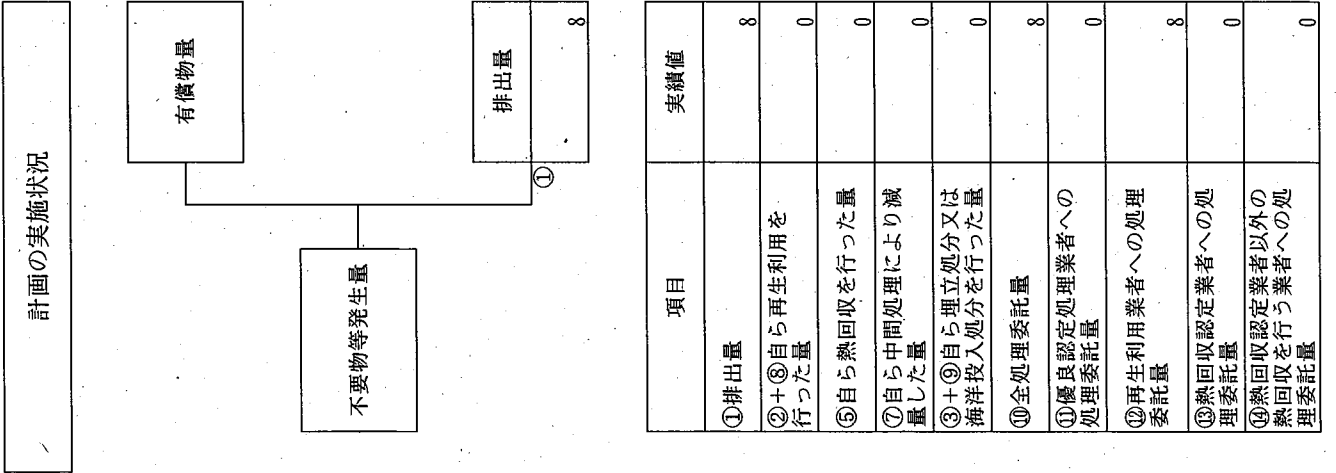 計画の実施状況
有償物量
不要物等発生量
①
排出量
8
項目 実績値
①排出量 8
②+⑧自ら再生利用を
行った量 0
⑤自ら熱回収を行った量 0
⑦自ら中間処理により減
量した量 0
③+⑨自ら埋立処分又は
海洋投入処分を行った量 0
⑩全処理委託量 8
⑪優良認定処理業者への
処理委託量 0
⑫再生利用業者への処理
委託量 8
⑬熱回収認定業者への処
理委託量 0
⑭熱回収認定業者以外の
熱回収を行う業者への処
理委託量 0